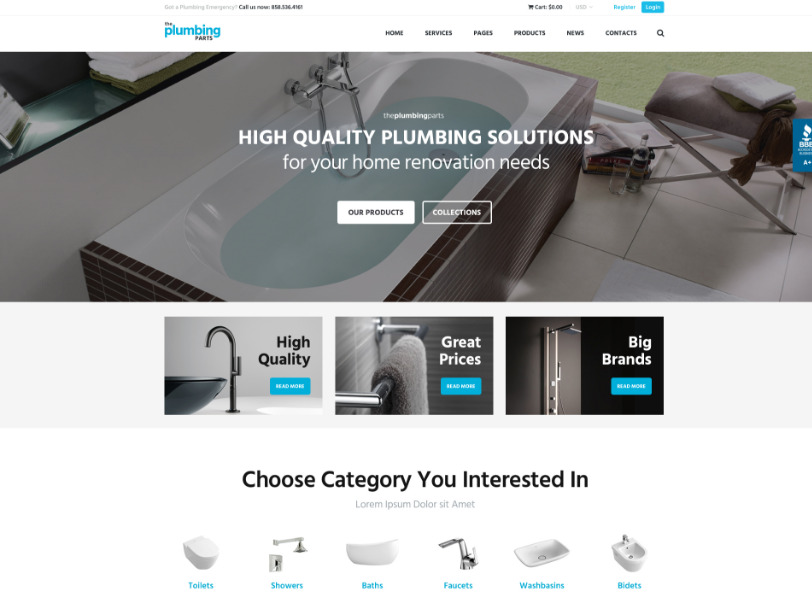 Got a Plumbing Emergency? Call us now: 858.536.4161
Cart: $0.00
USD
Register
Login
the
plumbing
PARTS
HOME
SERVICES
PAGES
PRODUCTS
NEWS
CONTACTS
theplumbingparts
HIGH QUALITY PLUMBING SOLUTIONS
for your home renovation needs
OUR PRODUCTS
COLLECTIONS
BBB
A+
High
Quality
READ MORE
Great
Prices
READ MORE
Big
Brands
READ MORE
Choose Category You Interested In
Lorem Ipsum Dolor sit Amet
Toilets
Showers
Baths
Faucets
Washbasins
Bidets